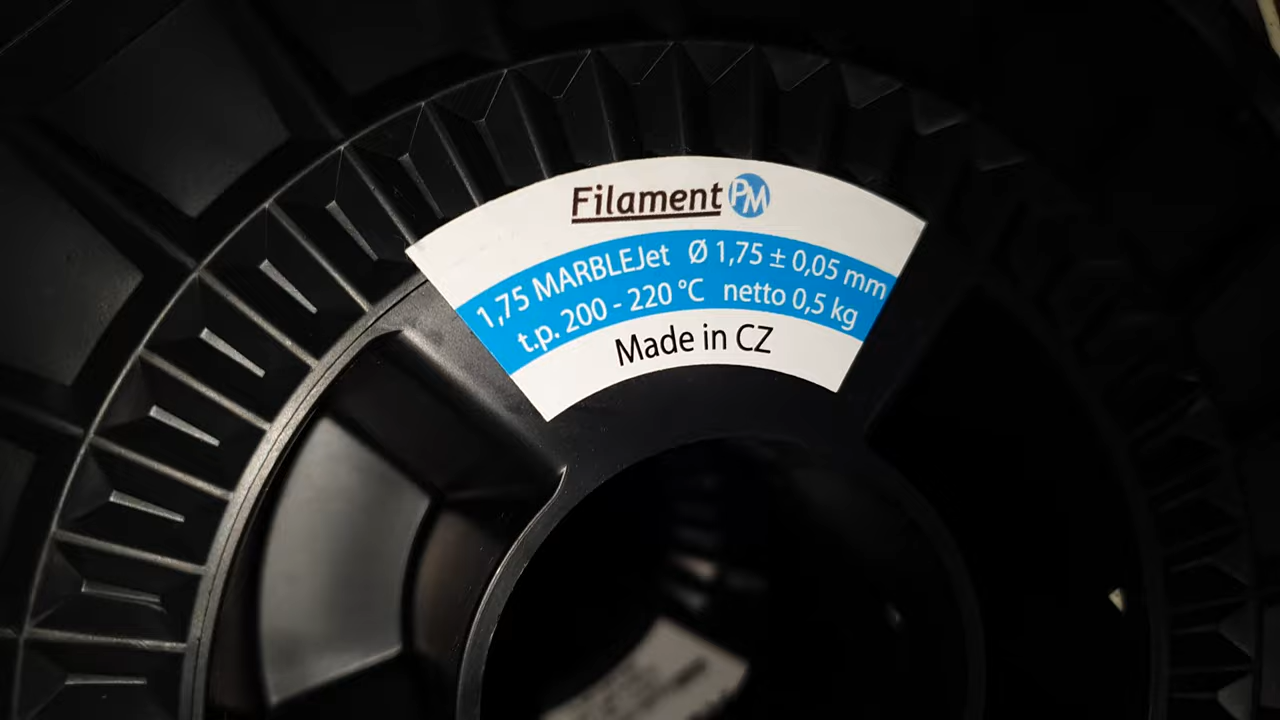 Filament PM
1,75 MARBLEJet Ø 1,75 ± 0,05 mm
t.p. 200 - 220 °C netto 0,5 kg
Made in CZ